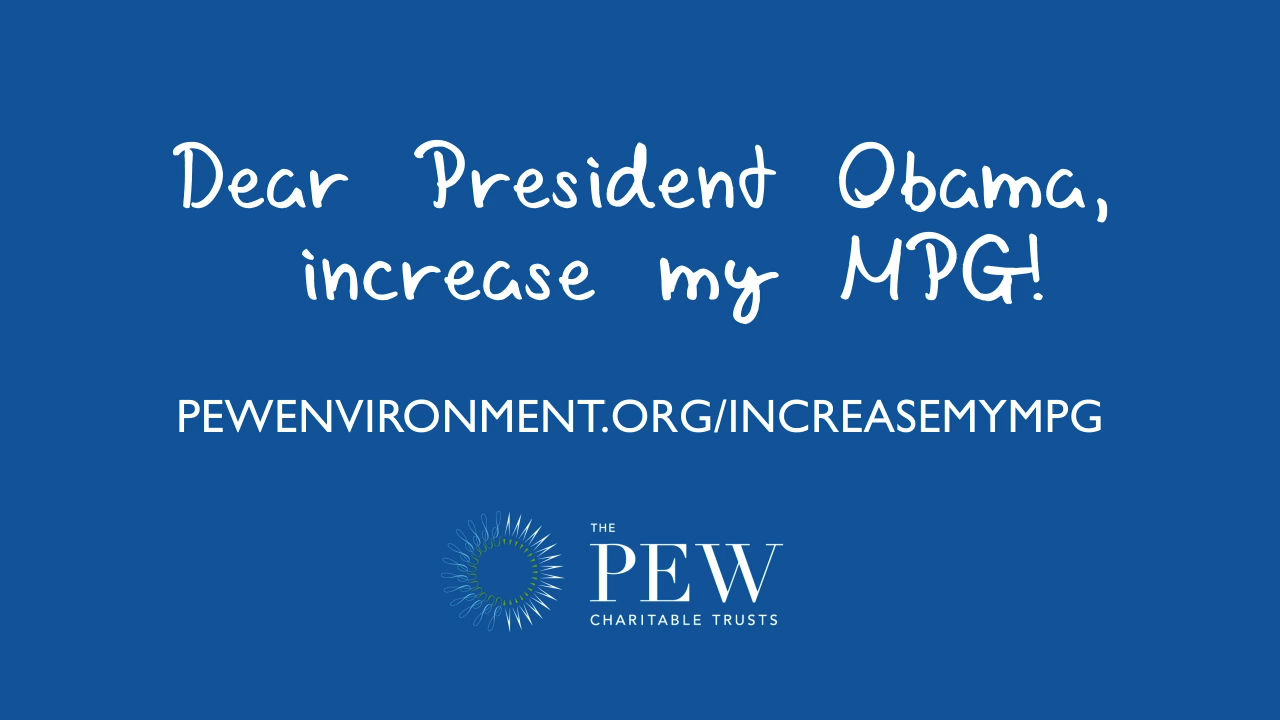 Dear President Obama,
increase my MPG!
PEWENVIRONMENT.ORG/INCREASEMYMPG
THE
PEW
CHARITABLE TRUSTS